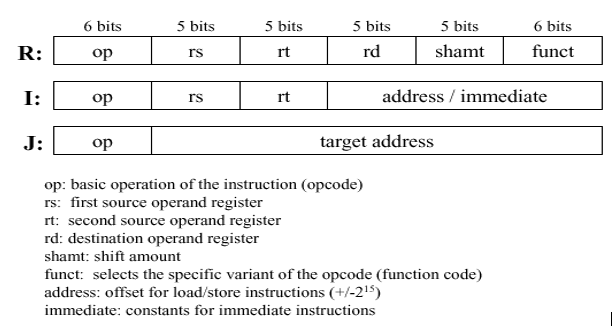 6 bits 5 bits 5 bits 5 bits 5 bits 6 bits
R: op rs rt rd shamt funct
I: op rs rt address / immediate
J: op target address
op: basic operation of the instruction (opcode)
rs: first source operand register
rt: second source operand register
rd: destination operand register
shamt: shift amount
funct: selects the specific variant of the opcode (function code)
address: offset for load/store instructions (+/-2¹⁵)
immediate: constants for immediate instructions